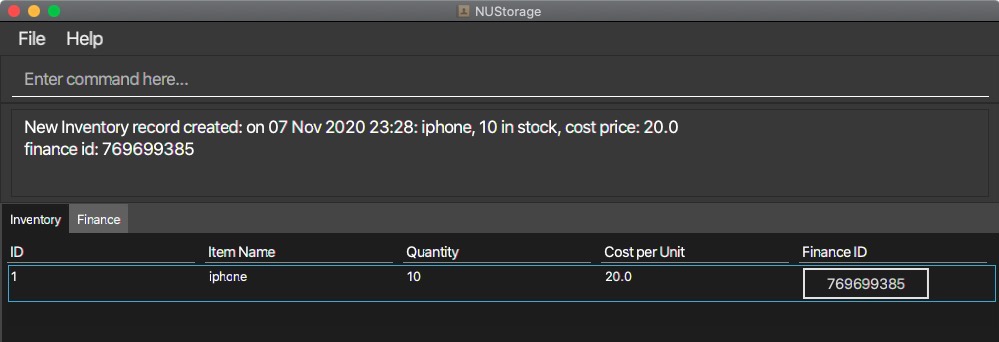 NUStorage
File Help
Enter command here...
New Inventory record created: on 07 Nov 2020 23:28: iphone, 10 in stock, cost price: 20.0
finance id: 769699385
Inventory Finance
ID Item Name Quantity Cost per Unit Finance ID
1 iphone 10 20.0 769699385